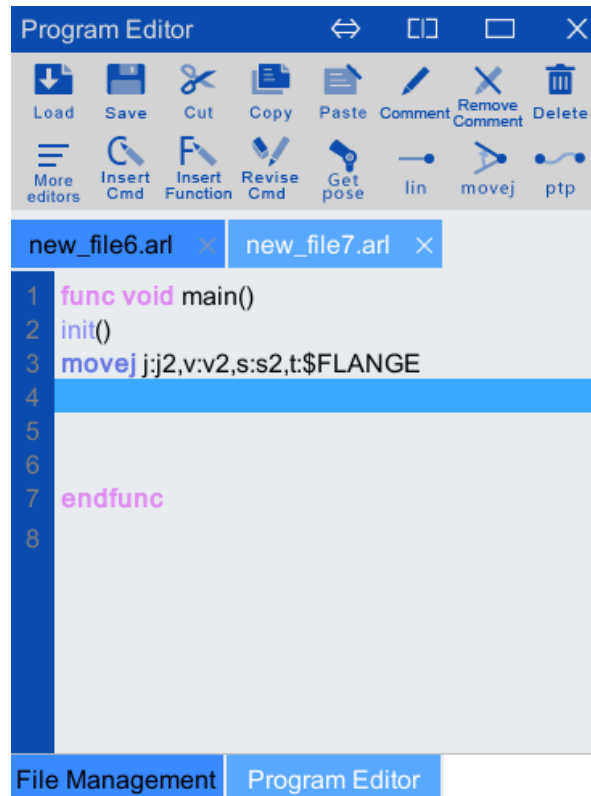 Program Editor
Load Save Cut Copy Paste Comment Remove Comment Delete
More editors Insert Cmd Insert Function Revise Cmd Get pose lin movej ptp
new_file6.arl new_file7.arl
1 func void main()
2 init()
3 movej j:j2,v:v2,s:s2,t:$FLANGE
4
5
6
7 endfunc
8
File Management Program Editor